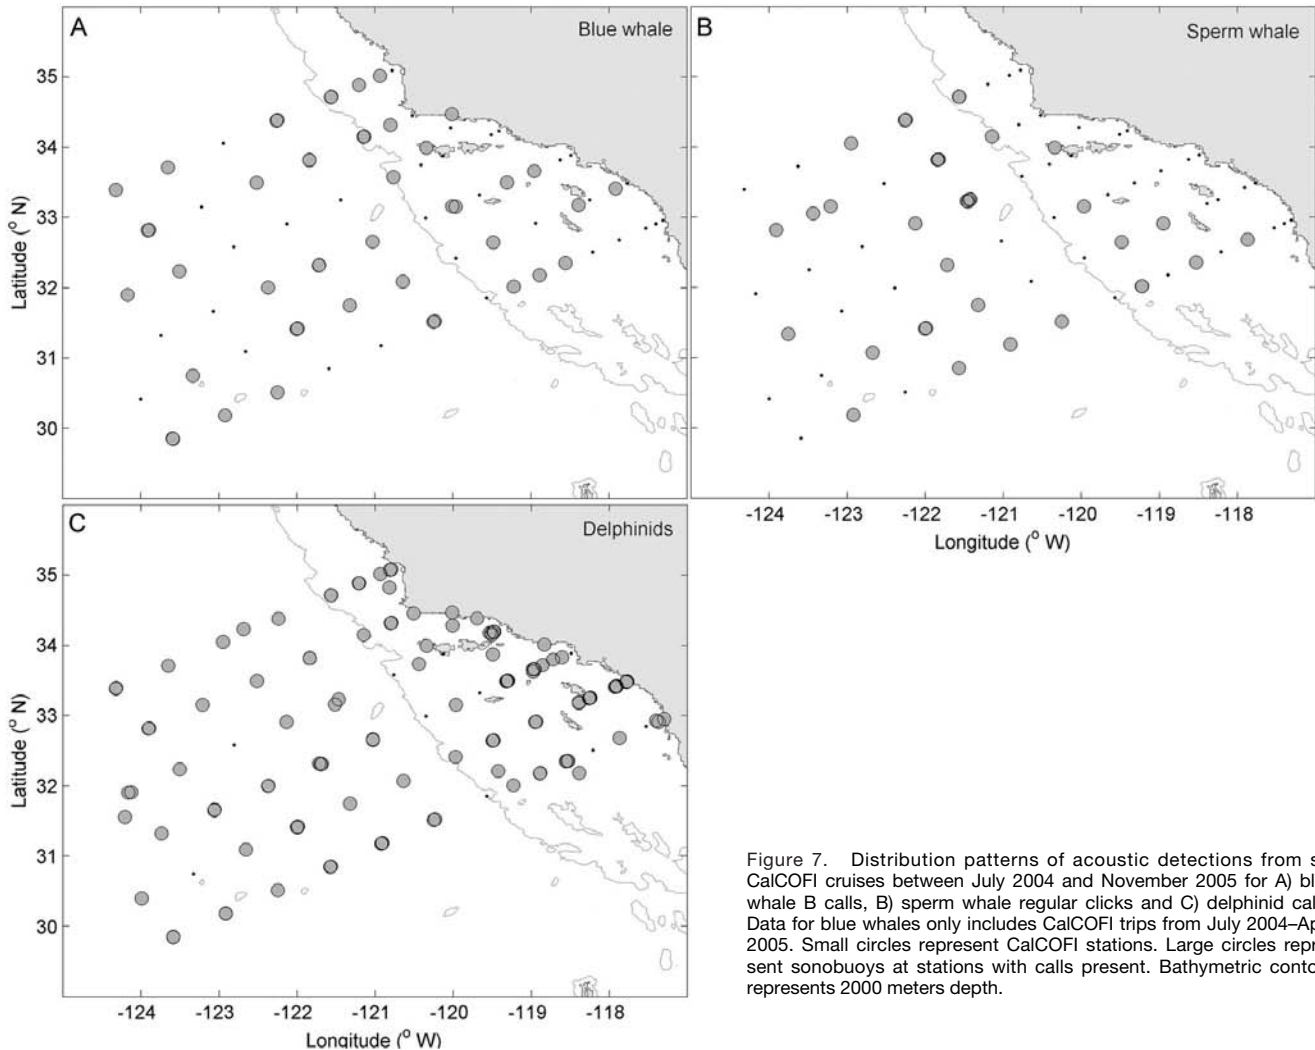 A
Blue whale
35
34
33
32
31
30
Latitude (° N)
B
Sperm whale
-124
-123
-122
-121
-120
-119
-118
Longitude (° W)
C
Delphinids
35
34
33
32
31
30
Latitude (° N)
-124
-123
-122
-121
-120
-119
-118
Longitude (° W)
Figure 7. Distribution patterns of acoustic detections from
CalCOFI cruises between July 2004 and November 2005 for A)
whale B calls, B) sperm whale regular clicks and C) delphinid
Data for blue whales only includes CalCOFI trips from July
2005. Small circles represent CalCOFI stations. Large circles
sent sonobuoys at stations with calls present. Bathymetric
represents 2000 meters depth.